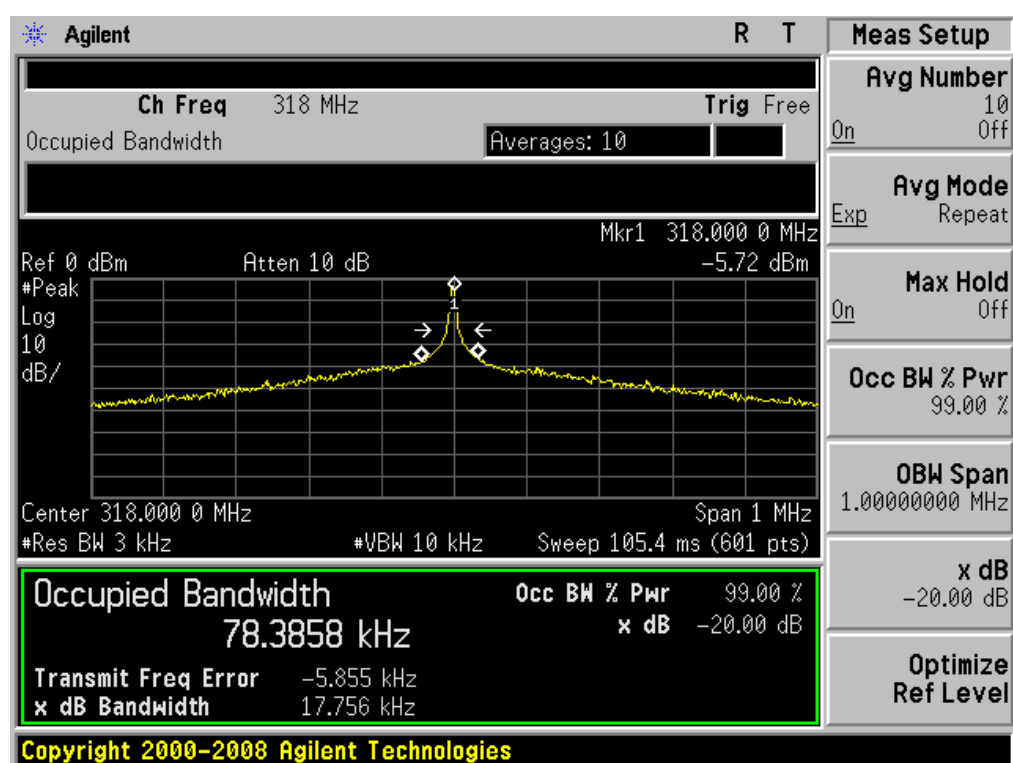 Agilent R T Meas Setup
Ch Freq 318 MHz Trig Free
Occupied Bandwidth Averages: 10
Mkr1 318.000 0 MHz
Ref 0 dBm Atten 10 dB -5.72 dBm
#Peak
Log
10
dB/
1
Center 318.000 0 MHz Span 1 MHz
#Res BW 3 kHz #VBW 10 kHz Sweep 105.4 ms (601 pts)
Occupied Bandwidth Occ BW % Pwr 99.00 %
78.3858 kHz x dB -20.00 dB
Transmit Freq Error -5.855 kHz
x dB Bandwidth 17.756 kHz
Avg Number
10
On Off
Avg Mode
Exp Repeat
Max Hold
On Off
Occ BW % Pwr
99.00 %
OBW Span
1.00000000 MHz
x dB
-20.00 dB
Optimize
Ref Level
Copyright 2000-2008 Agilent Technologies